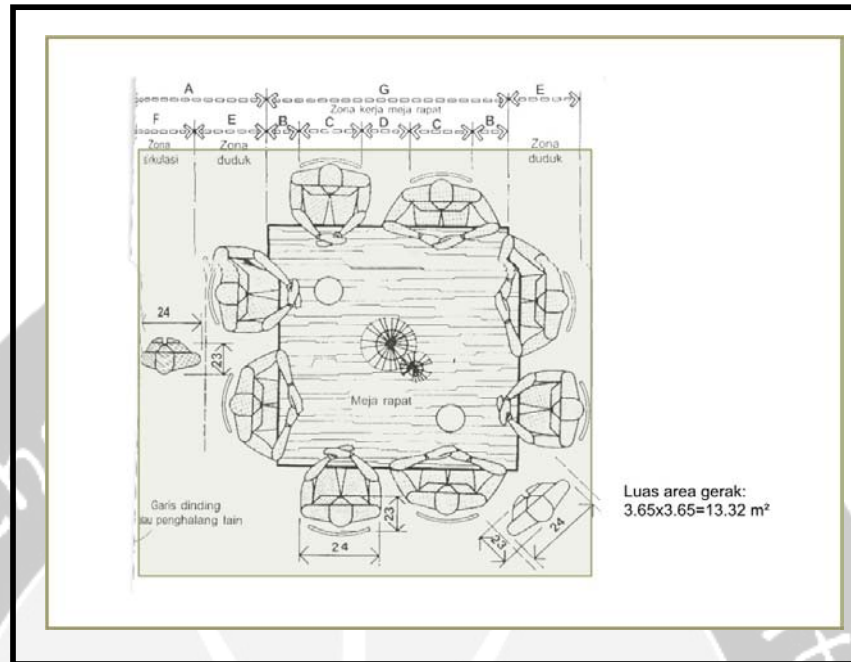 A G E
Zona kerja meja rapat
F E B C D C B
Zona
sirkulasi
Zona
duduk
Zona
duduk
24
23
Meja rapat
Garis dinding
penghalang lain
23
24
23
24
Luas area gerak:
3.65x3.65=13.32 m²